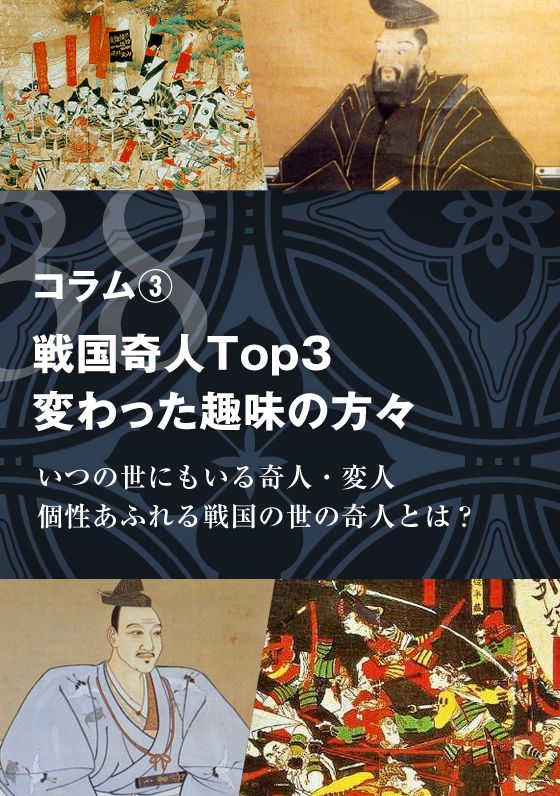 38
コラム③
戦国奇人Top3
変わった趣味の方々
いつの世にもいる奇人・変人
個性あふれる戦国の世の奇人とは？